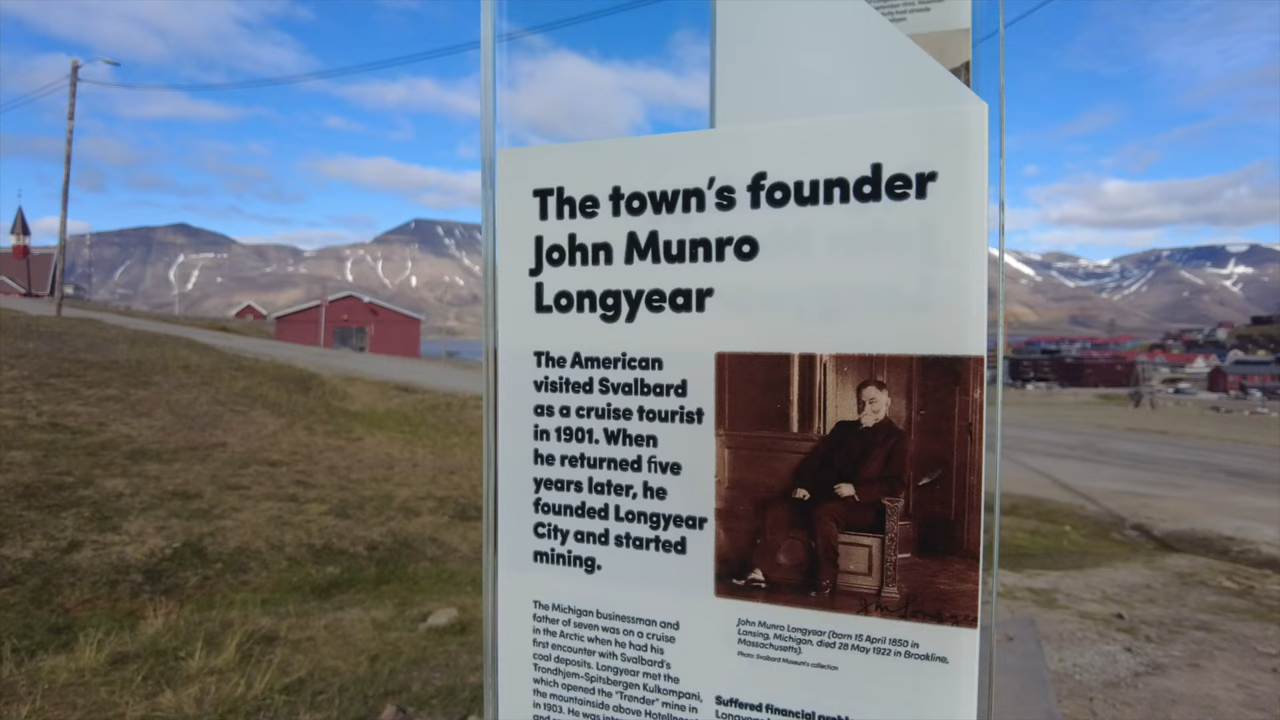 The town's founder
John Munro
Longyear
The American
visited Svalbard
as a cruise tourist
in 1901. When
he returned five
years later, he
founded Longyear
City and started
mining.
The Michigan businessman and
father of seven was on a cruise
in the Arctic when he had his
first encounter with Svalbard's
coal deposits. Longyear met the
Trondhjem-Spitsbergen Kulkompani,
which opened the "Trønder" mine in
the mountainside above
in 1903. He was
John Munro Longyear (born 15 April 1850 in
Lansing, Michigan, died 28 May 1922 in Brookline,
Massachusetts).
Photo: Svalbard Museum's collection
Suffered financial